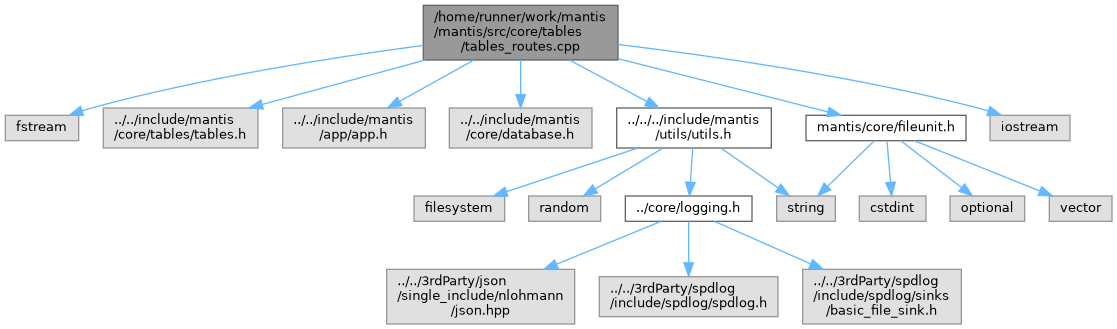 /home/runner/work/mantis
/mantis/src/core/tables
/tables_routes.cpp
fstream
../../include/mantis
/core/tables/tables.h
../../include/mantis
/app/app.h
../../include/mantis
/core/database.h
../../../include/mantis
/utils/utils.h
mantis/core/fileunit.h
iostream
filesystem
random
../core/logging.h
string
cstdint
optional
vector
../../3rdParty/json
/single_include/nlohmann
/json.hpp
../../3rdParty/spdlog
/include/spdlog/spdlog.h
../../3rdParty/spdlog
/include/spdlog/sinks
/basic_file_sink.h